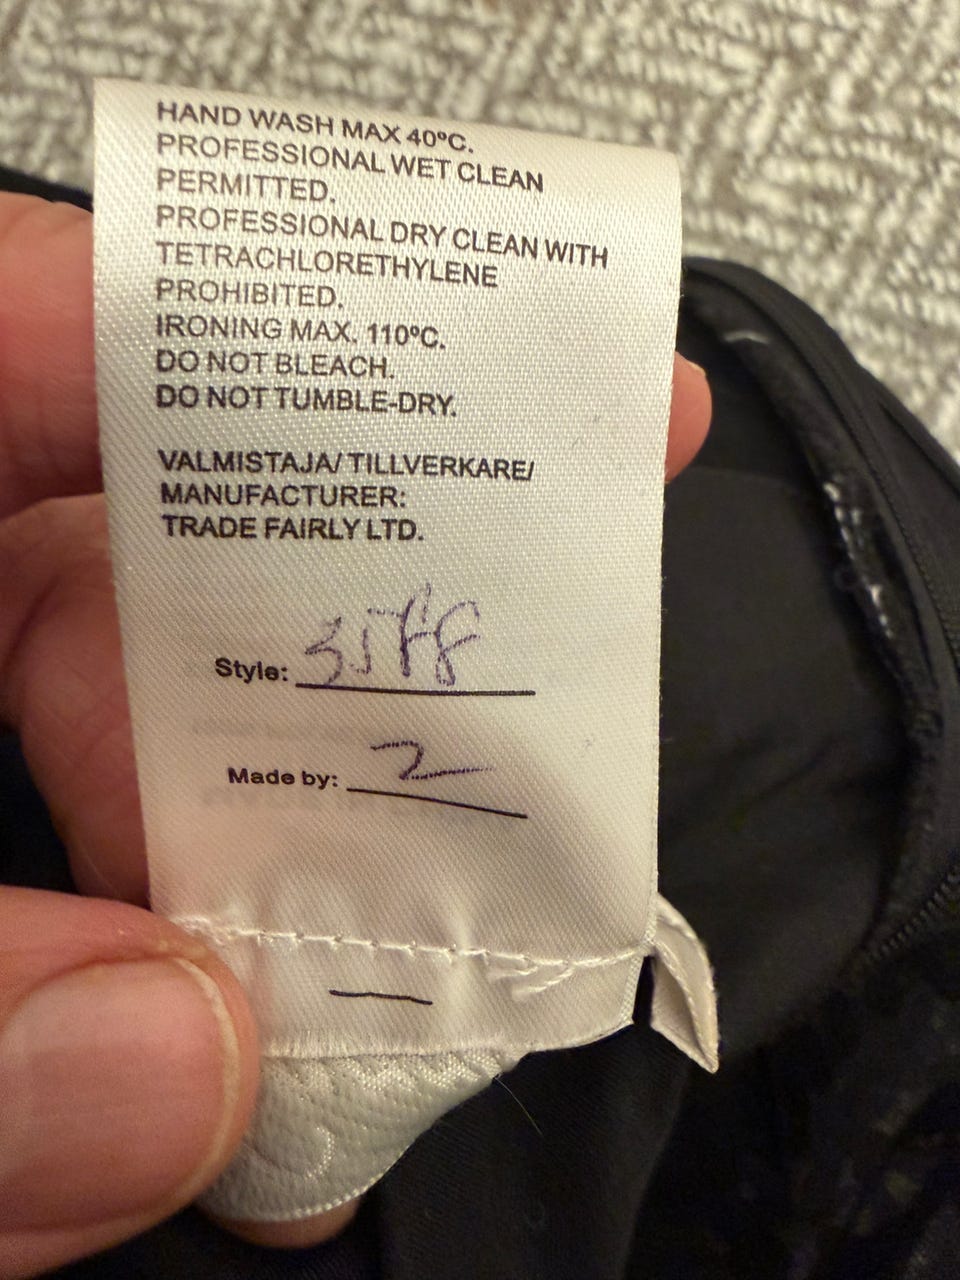 HAND WASH MAX 40ºC.
PROFESSIONAL WET CLEAN
PERMITTED.
PROFESSIONAL DRY CLEAN WITH
TETRACHLORETHYLENE
PROHIBITED.
IRONING MAX. 110ºC.
DO NOT BLEACH.
DO NOT TUMBLE-DRY.
VALMISTAJA/ TILLVERKARE/
MANUFACTURER:
TRADE FAIRLY LTD.
Style:
Made by: 2